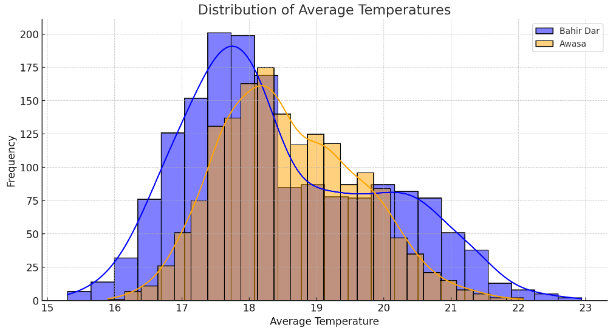 Distribution of Average Temperatures
Bahir Dar
Awasa
Frequency
200
175
150
125
100
75
50
25
0
15 16 17 18 19 20 21 22 23
Average Temperature